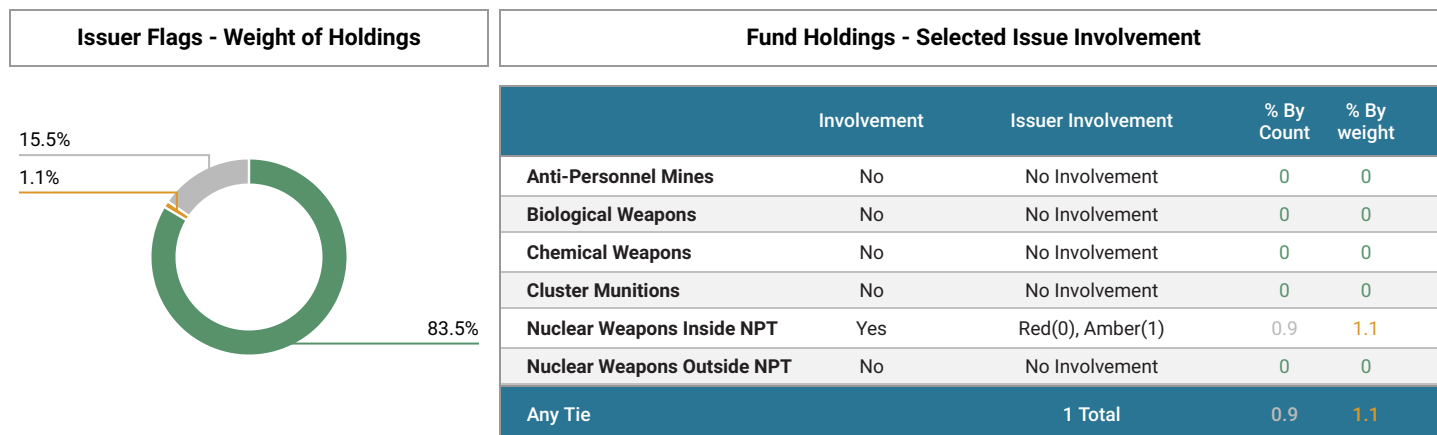 Issuer Flags - Weight of Holdings
15.5%
1.1%
83.5%
Fund Holdings - Selected Issue Involvement
Involvement Issuer Involvement % By Count % By weight
Anti-Personnel Mines No No Involvement 0 0
Biological Weapons No No Involvement 0 0
Chemical Weapons No No Involvement 0 0
Cluster Munitions No No Involvement 0 0
Nuclear Weapons Inside NPT Yes Red(0), Amber(1) 0.9 1.1
Nuclear Weapons Outside NPT No No Involvement 0 0
Any Tie 1 Total 0.9 1.1